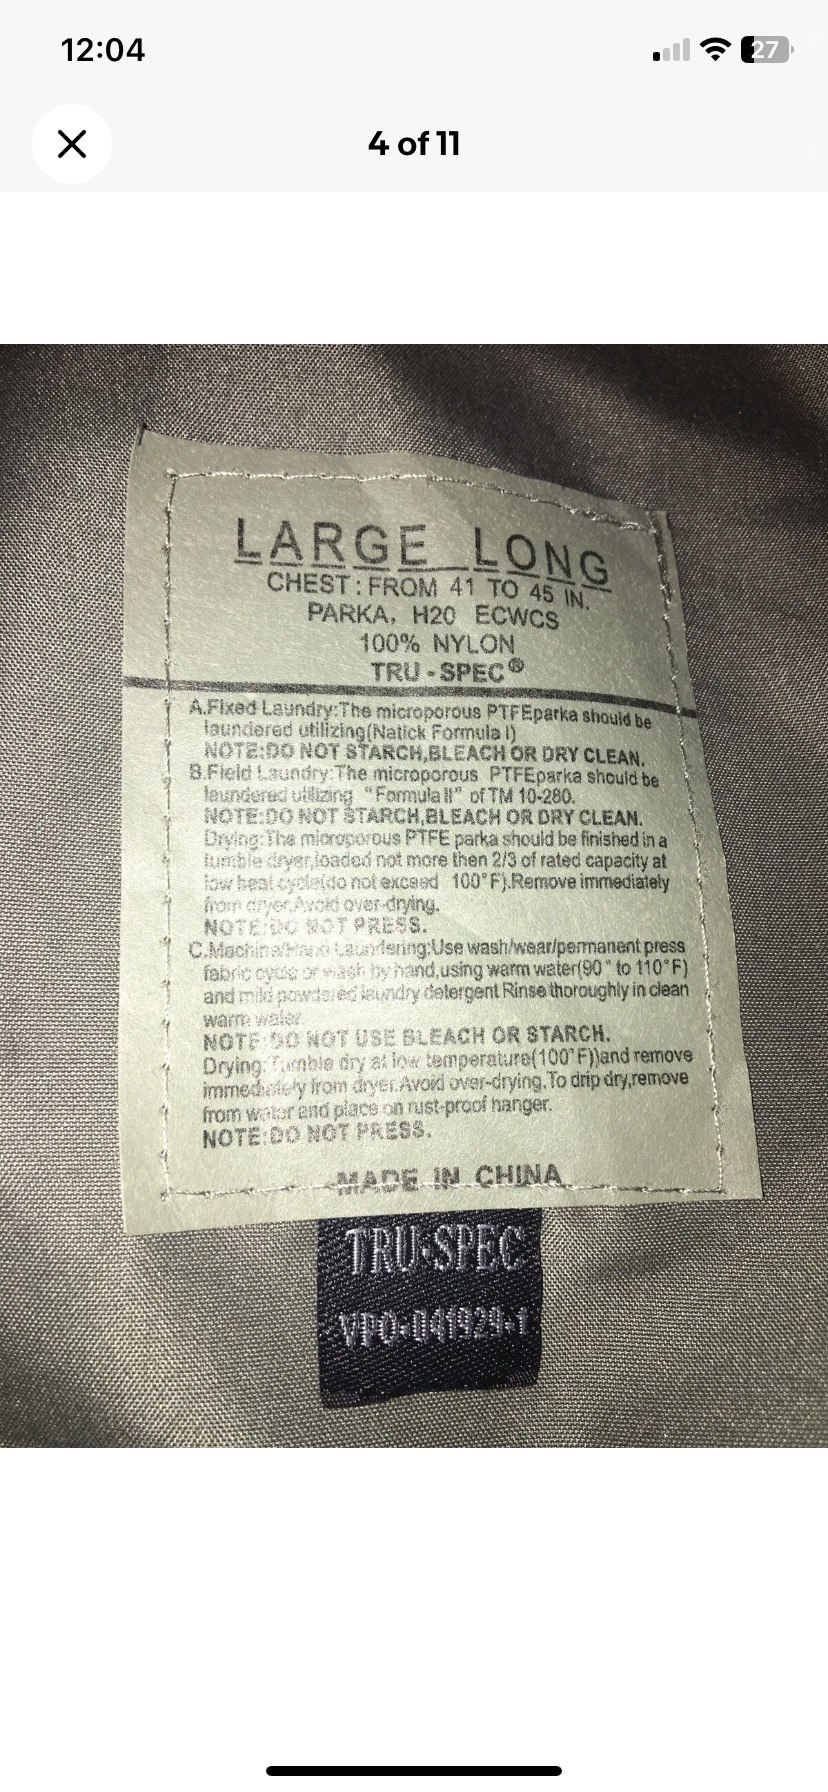 12:04
27
4 of 11
LARGE LONG
CHEST : FROM 41 TO 45 IN.
PARKA, H20 ECWCS
100% NYLON
TRU-SPEC®
A.Fixed Laundry:The microporous PTFEparka should be
laundered utilizing(Natick Formula I)
NOTE:DO NOT STARCH,BLEACH OR DRY CLEAN.
B.Field Laundry:The microporous PTFEparka should be
laundered utilizing "Formula II" of TM 10-280.
NOTE:DO NOT STARCH,BLEACH OR DRY CLEAN.
Drying:The microporous PTFE parka should be finished in a
tumble dryer,loaded not more then 2/3 of rated capacity at
low heat cycle(do not exceed 100°F).Remove immediately
from dryer.Avoid over-drying.
NOTE:DO NOT PRESS.
C.Machine/Hand Laundering:Use wash/wear/permanent press
fabric cycle or wash by hand,using warm water(90° to 110°F)
and mild powdered laundry detergent Rinse thoroughly in clean
warm water.
NOTE:DO NOT USE BLEACH OR STARCH.
Drying:Tumble dry at low temperature(100°F))and remove
immediately from dryer.Avoid over-drying.To drip dry,remove
from water and place on rust-proof hanger.
NOTE:DO NOT PRESS.
MADE IN CHINA
TRU-SPEC
VPO:041929-1